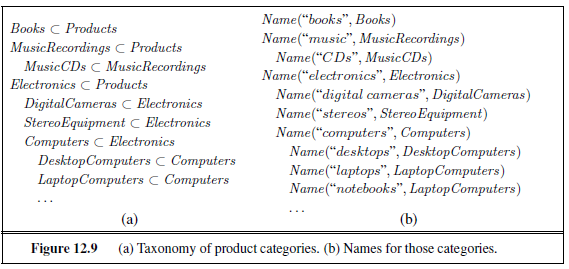 Books ⊂ Products
MusicRecordings ⊂ Products
MusicCDs ⊂ MusicRecordings
Electronics ⊂ Products
DigitalCameras ⊂ Electronics
StereoEquipment ⊂ Electronics
Computers ⊂ Electronics
DesktopComputers ⊂ Computers
LaptopComputers ⊂ Computers
...
(a)
Name(“books”, Books)
Name(“music”, MusicRecordings)
Name(“CDs”, MusicCDs)
Name(“electronics”, Electronics)
Name(“digital cameras”, DigitalCameras)
Name(“stereos”, StereoEquipment)
Name(“computers”, Computers)
Name(“desktops”, DesktopComputers)
Name(“laptops”, LaptopComputers)
Name(“notebooks”, LaptopComputers)
...
(b)
Figure 12.9 (a) Taxonomy of product categories. (b) Names for those categories.